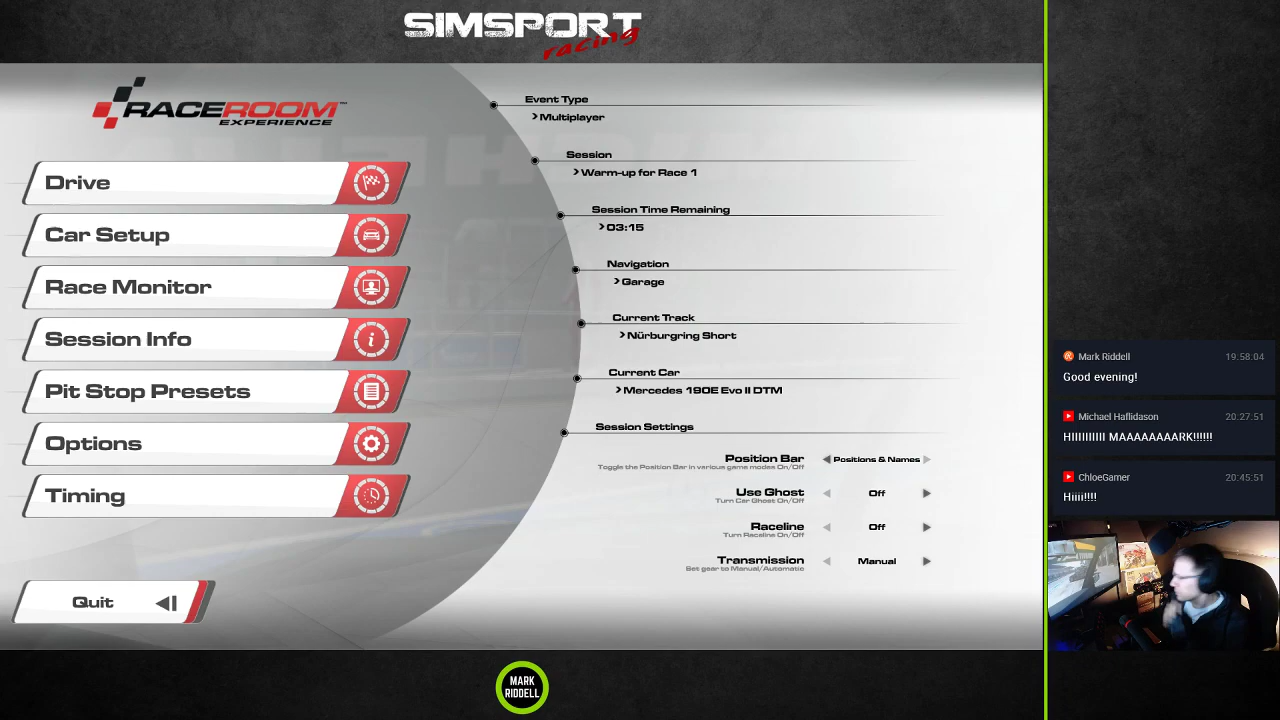 SIMSPORT
racing
RACEROOM™
EXPERIENCE
Drive
Car Setup
Race Monitor
Session Info
Pit Stop Presets
Options
Timing
Quit
Event Type
Multiplayer
Session
Warm-up for Race 1
Session Time Remaining
03:15
Navigation
Garage
Current Track
Nürburgring Short
Current Car
Mercedes 190E Evo II DTM
Session Settings
Position Bar
Positions & Names
Toggle the Position Bar in various game modes On/Off
Use Ghost
Off
Turn Car Ghost On/Off
Raceline
Off
Turn Raceline On/Off
Transmission
Manual
Set gear to Manual/Automatic
Mark Riddell 19:58:04
Good evening!
Michael Haflidason 20:27:51
HIIIIIIIIII MAAAAAAAARK!!!!!!
ChloeGamer 20:45:51
Hiiii!!!!
MARK
RIDDELL